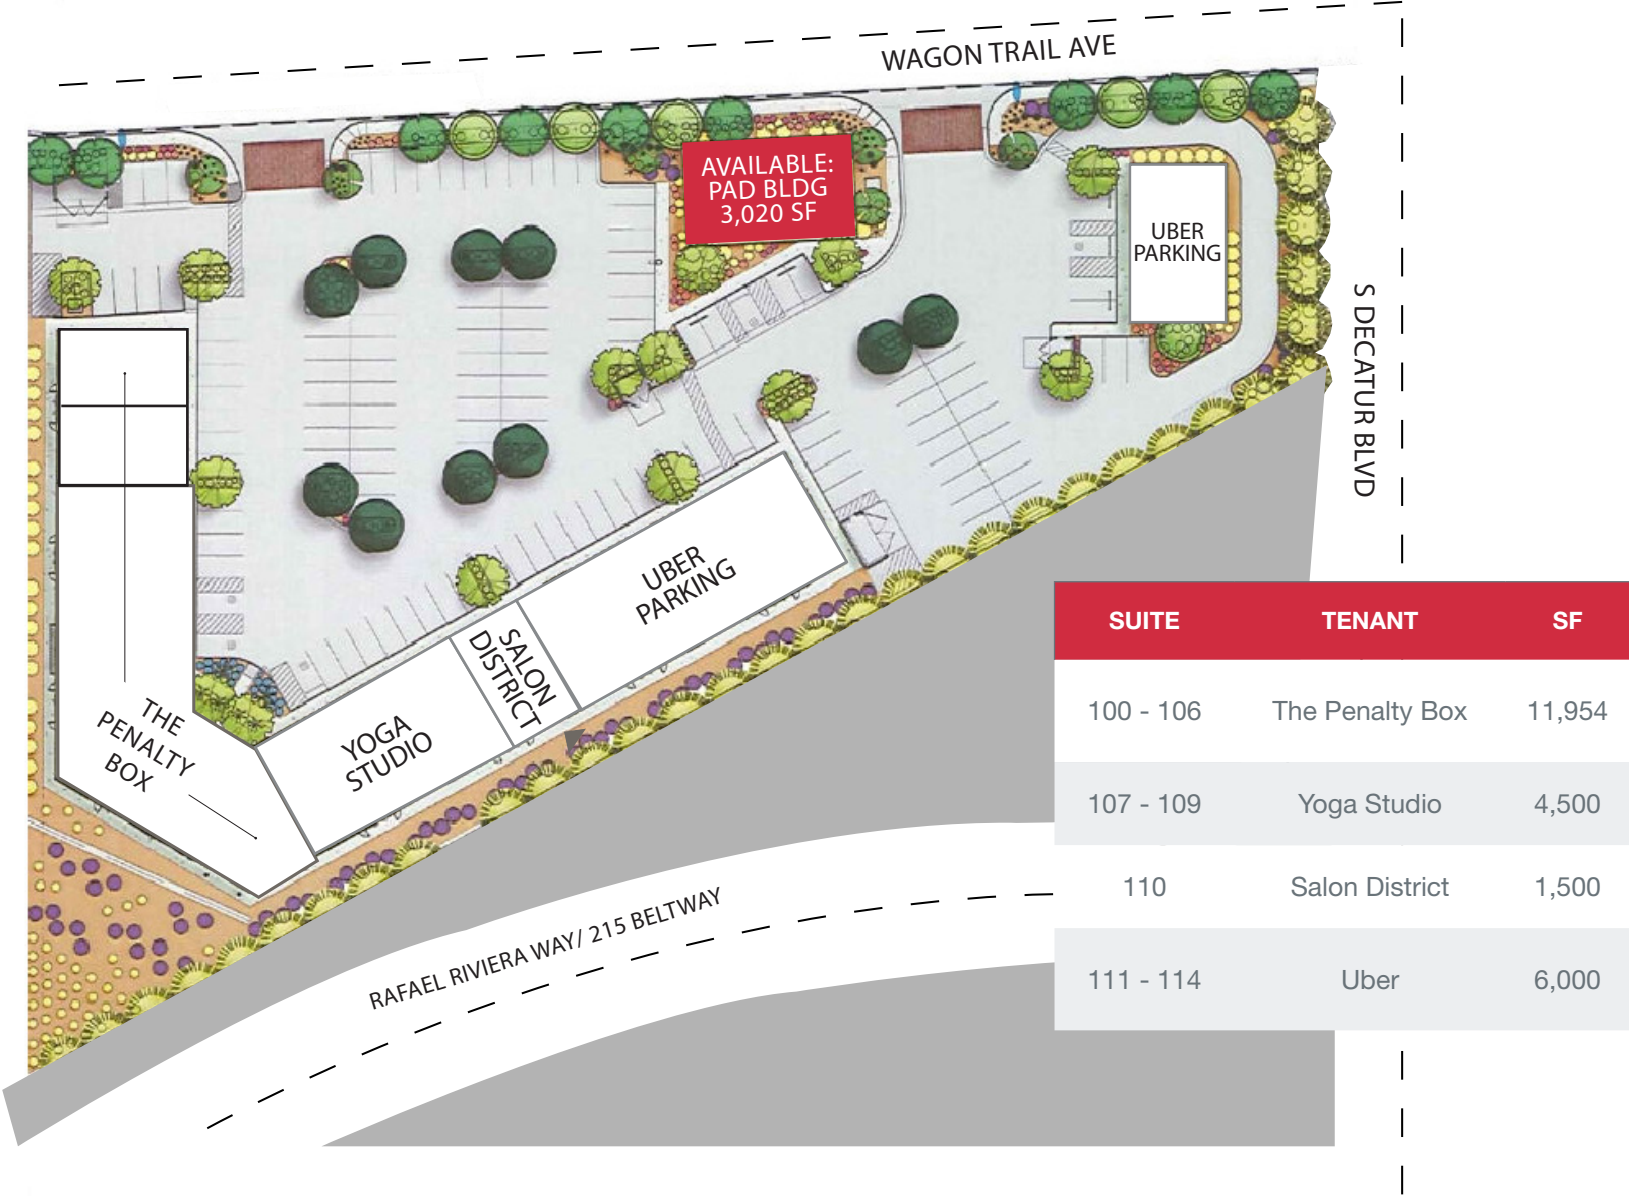 WAGON TRAIL AVE
AVAILABLE:
PAD BLDG
3,020 SF
UBER
PARKING
S DECATUR BLVD
UBER
PARKING
SALON
DISTRICT
YOGA
STUDIO
THE
PENALTY
BOX
RAFAEL RIVIERA WAY/ 215 BELTWAY
SUITE TENANT SF
100 - 106 The Penalty Box 11,954
107 - 109 Yoga Studio 4,500
110 Salon District 1,500
111 - 114 Uber 6,000